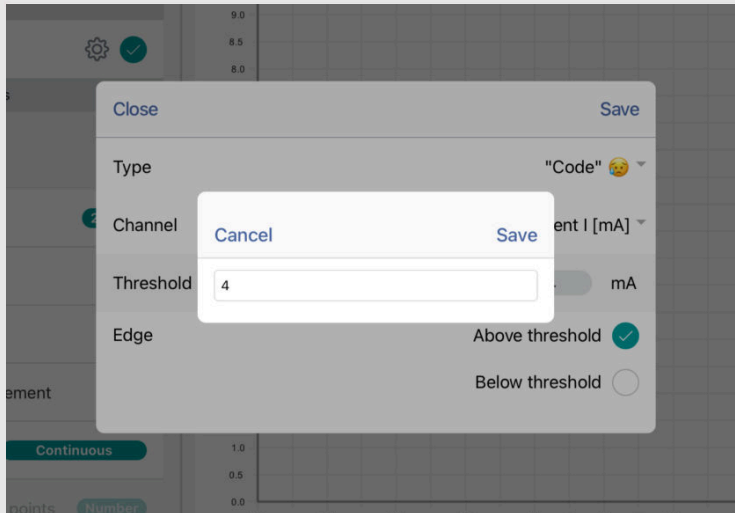 9.0
8.5
8.0
Close Save
Type "Code" 😥
Channel ent I [mA]
Cancel Save
Threshold mA
4
Edge Above threshold
Below threshold
ement
Continuous
1.0
0.5
points Number
0.0